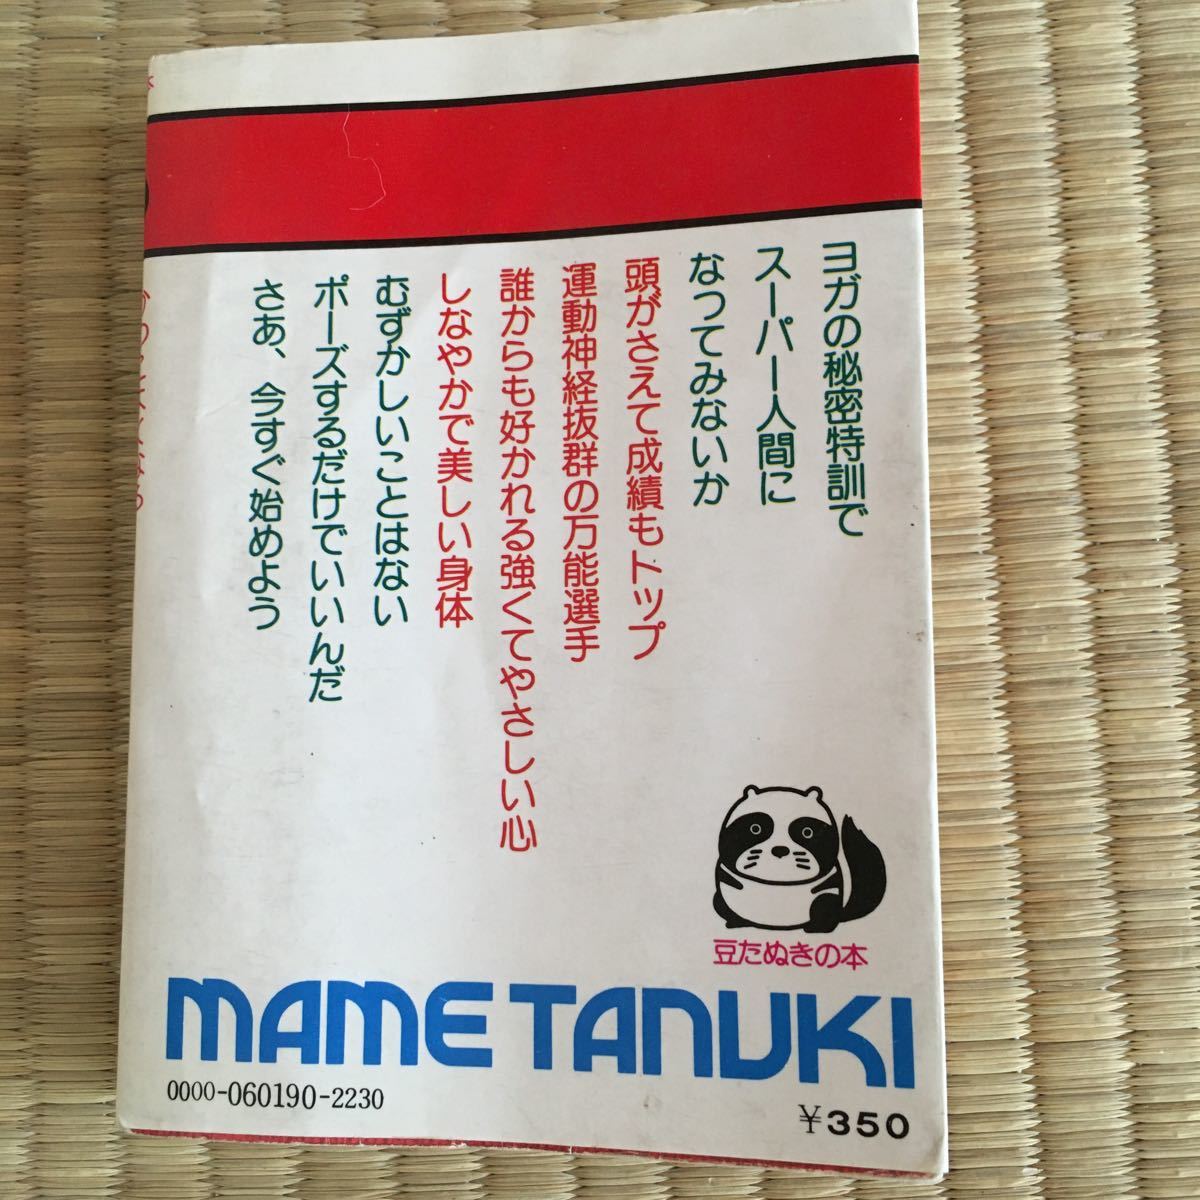 ヨガの秘密特訓で
スーパー人間に
なってみないか
頭がさえて成績もトップ
運動神経抜群の万能選手
誰からも好かれる強くてやさしい心
しなやかで美しい身体
むずかしいことはない
ポーズするだけでいいんだ
さあ、今すぐ始めよう
豆たぬきの本
MAME TANUKI
0000-060190-2230
¥350